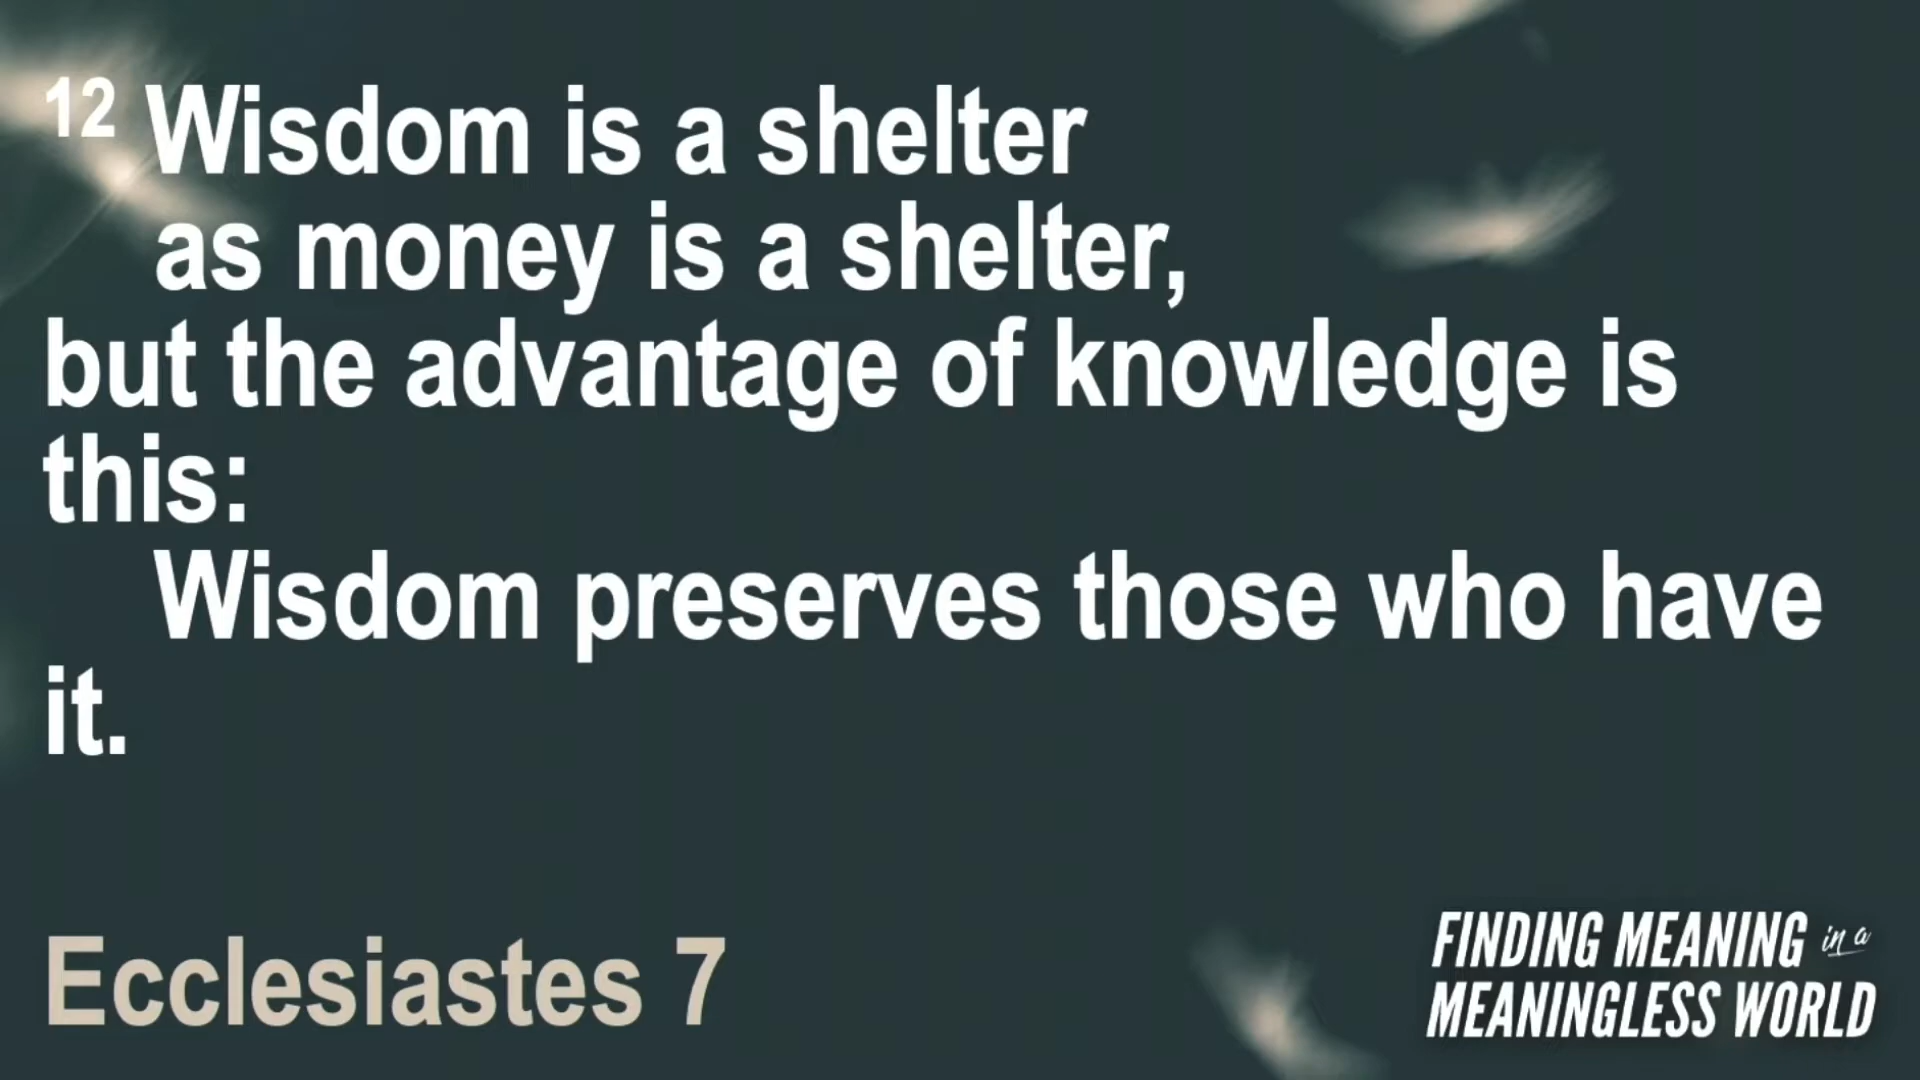 12 Wisdom is a shelter
as money is a shelter,
but the advantage of knowledge is
this:
Wisdom preserves those who have
it.
Ecclesiastes 7
FINDING MEANING in a
MEANINGLESS WORLD